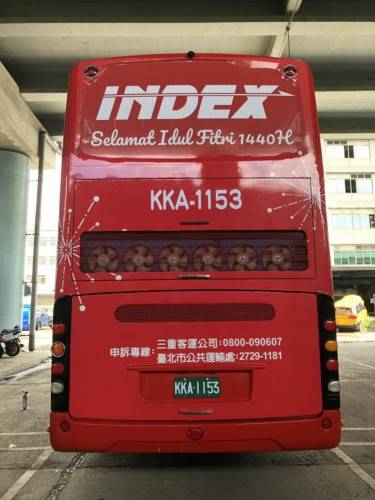 INDEX
Selamat Idul Fitri 1440H
KKA-1153
申訴專線:
三重客運公司:0800-090607
臺北市公共運輸處:2729-1181
KKA-1153